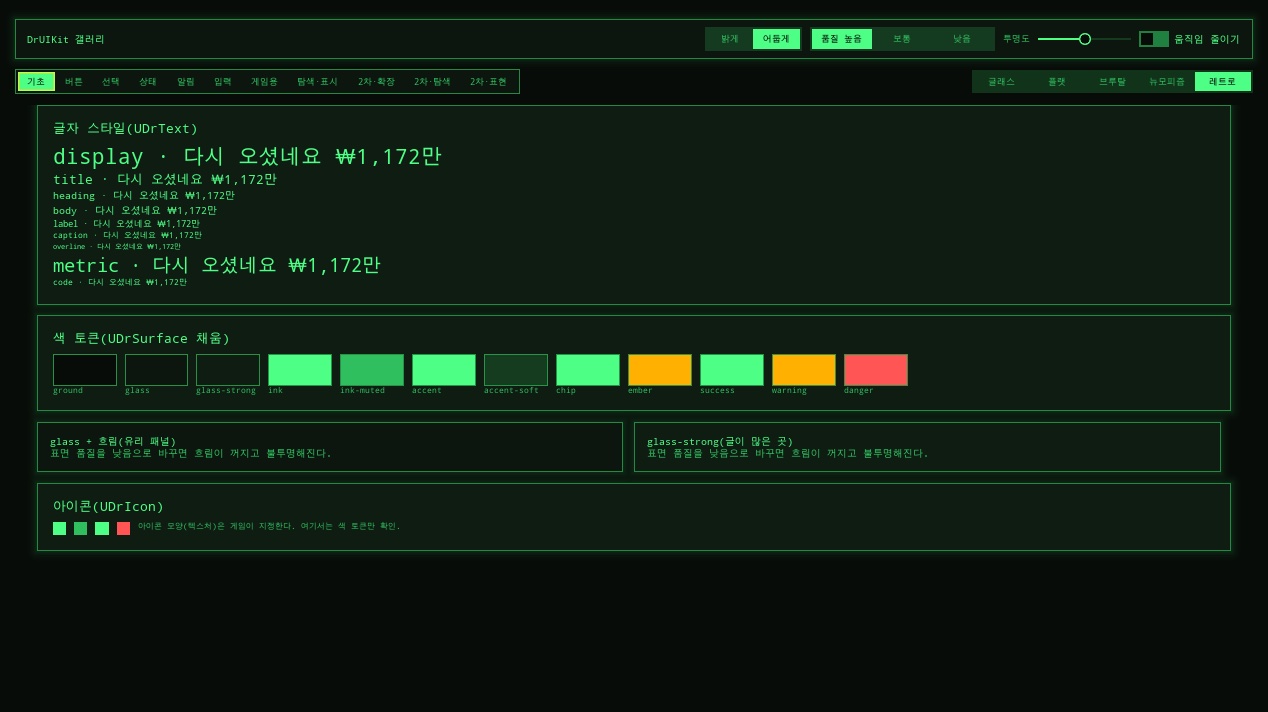 DrUIKit 갤러리
밝게 어둡게 품질 높음 보통 낮음 투명도 움직임 줄이기
기초 버튼 선택 상태 알림 입력 게임용 탐색·표시 2차·확장 2차·탐색 2차·표현
글래스 플랫 브루탈 뉴모피즘 레트로
글자 스타일(UDrText)
display · 다시 오셨네요 ₩1,172만
title · 다시 오셨네요 ₩1,172만
heading · 다시 오셨네요 ₩1,172만
body · 다시 오셨네요 ₩1,172만
label · 다시 오셨네요 ₩1,172만
caption · 다시 오셨네요 ₩1,172만
overline · 다시 오셨네요 ₩1,172만
metric · 다시 오셨네요 ₩1,172만
code · 다시 오셨네요 ₩1,172만
색 토큰(UDrSurface 채움)
ground glass glass-strong ink ink-muted accent accent-soft chip ember success warning danger
glass + 흐림(유리 패널)
표면 품질을 낮음으로 바꾸면 흐림이 꺼지고 불투명해진다.
glass-strong(글이 많은 곳)
표면 품질을 낮음으로 바꾸면 흐림이 꺼지고 불투명해진다.
아이콘(UDrIcon)
아이콘 모양(텍스처)은 게임이 지정한다. 여기서는 색 토큰만 확인.